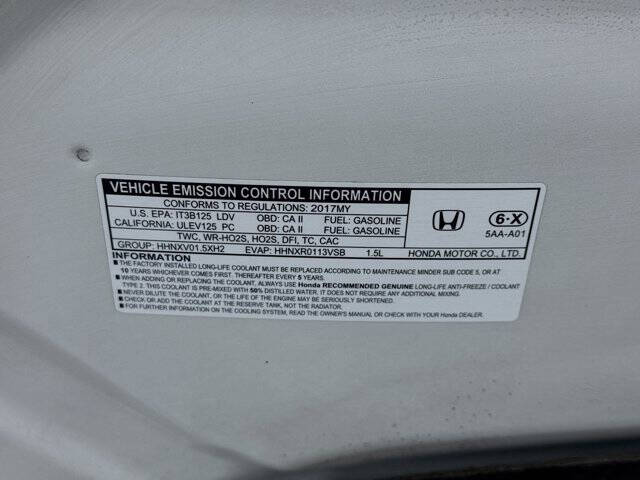 VEHICLE EMISSION CONTROL INFORMATION
CONFORMS TO REGULATIONS: 2017MY
U.S. EPA: IT3B125 LDV OBD: CA II FUEL: GASOLINE
CALIFORNIA: ULEV125 PC OBD: CA II FUEL: GASOLINE
TWC, WR-HO2S, HO2S, DFI, TC, CAC
GROUP: HHNXV01.5XH2 EVAP: HHNXR0113VSB 1.5L
6-X
5AA-A01
HONDA MOTOR CO., LTD.
■ THE FACTORY INSTALLED LONG-LIFE COOLANT MUST BE REPLACED ACCORDING TO MAINTENANCE MINDER SUB CODE 5, OR AT
10 YEARS WHICHEVER COMES FIRST. THEREAFTER EVERY 5 YEARS.
■ WHEN ADDING OR REPLACING THE COOLANT, ALWAYS USE Honda RECOMMENDED GENUINE LONG-LIFE ANTI-FREEZE / COOLANT
TYPE 2. THIS COOLANT IS PRE-MIXED WITH 50% DISTILLED WATER. IT DOES NOT REQUIRE ANY ADDITIONAL MIXING.
■ NEVER DILUTE THE COOLANT, OR THE LIFE OF THE ENGINE MAY BE SERIOUSLY SHORTENED.
■ CHECK OR ADD THE COOLANT AT THE RESERVE TANK, NOT THE RADIATOR.
■ FOR FURTHER INFORMATION ON THE COOLING SYSTEM, READ THE OWNER'S MANUAL OR CHECK WITH YOUR Honda DEALER.